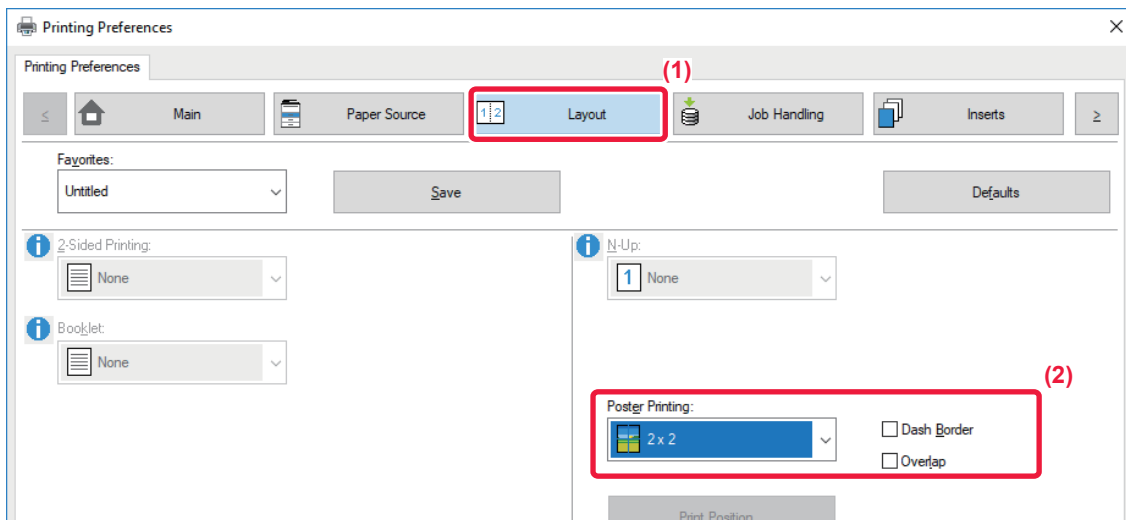 Printing Preferences
Printing Preferences
(1)
< Main Paper Source 1 2 Layout Job Handling Inserts >
Favorites:
Untitled Save Defaults
2-Sided Printing:
None
Booklet:
None
N-Up:
1 None
(2)
Poster Printing:
2 x 2
Dash Border
Overlap
Print Position